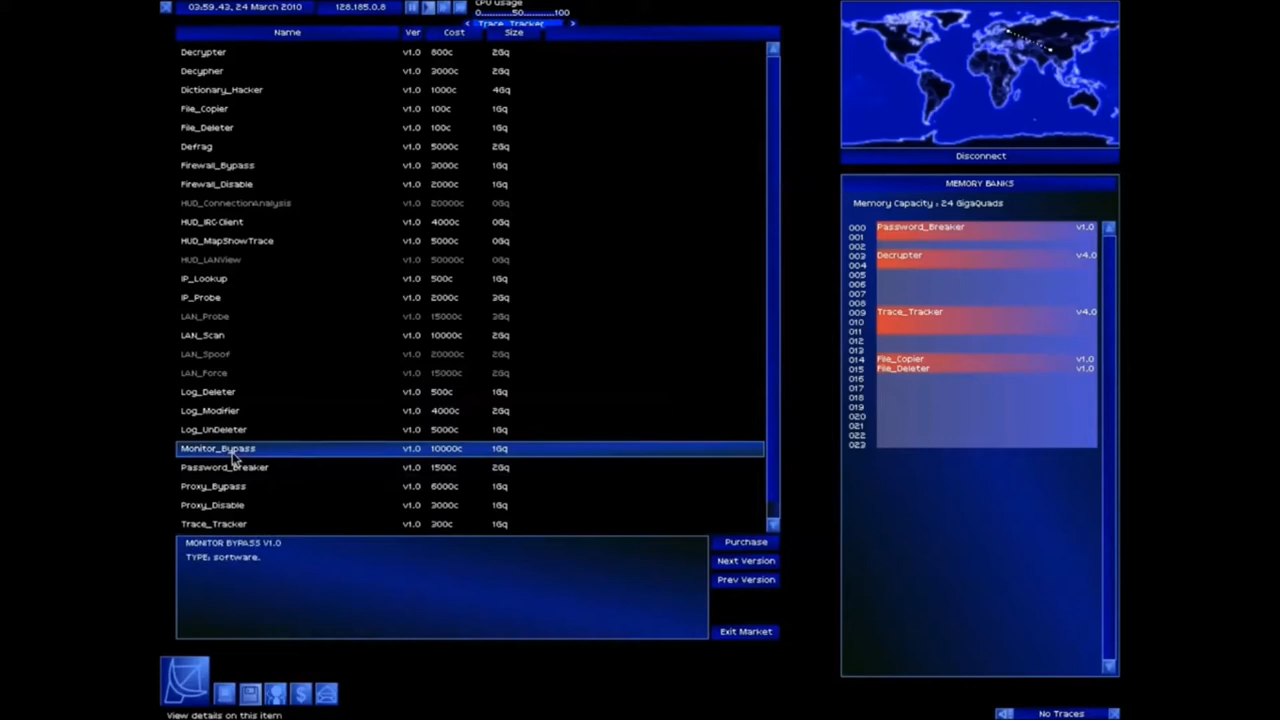 03:59.43, 24 March 2010
128.185.0.8
CPU usage
0.........50.........100
Trace_Tracker
Name Ver Cost Size
Decrypter v1.0 800c 2Gq
Decypher v1.0 3000c 2Gq
Dictionary_Hacker v1.0 1000c 4Gq
File_Copier v1.0 100c 1Gq
File_Deleter v1.0 100c 1Gq
Defrag v1.0 5000c 2Gq
Firewall_Bypass v1.0 3000c 1Gq
Firewall_Disable v1.0 2000c 1Gq
HUD_ConnectionAnalysis v1.0 20000c 0Gq
HUD_IRC-Client v1.0 4000c 0Gq
HUD_MapShowTrace v1.0 5000c 0Gq
HUD_LANView v1.0 50000c 0Gq
IP_Lookup v1.0 500c 1Gq
IP_Probe v1.0 2000c 3Gq
LAN_Probe v1.0 15000c 3Gq
LAN_Scan v1.0 10000c 2Gq
LAN_Spoof v1.0 20000c 2Gq
LAN_Force v1.0 15000c 2Gq
Log_Deleter v1.0 500c 1Gq
Log_Modifier v1.0 4000c 2Gq
Log_UnDeleter v1.0 5000c 1Gq
Monitor_Bypass v1.0 10000c 1Gq
Password_Breaker v1.0 1500c 2Gq
Proxy_Bypass v1.0 6000c 1Gq
Proxy_Disable v1.0 3000c 1Gq
Trace_Tracker v1.0 300c 1Gq
MONITOR BYPASS V1.0
TYPE: software.
Purchase
Next Version
Prev Version
Exit Market
View details on this item
Disconnect
MEMORY BANKS
Memory Capacity : 24 GigaQuads
000 Password_Breaker v1.0
001
002
003 Decrypter v4.0
004
005
006
007
008
009 Trace_Tracker v4.0
010
011
012
013
014 File_Copier v1.0
015 File_Deleter v1.0
016
017
018
019
020
021
022
023
No Traces